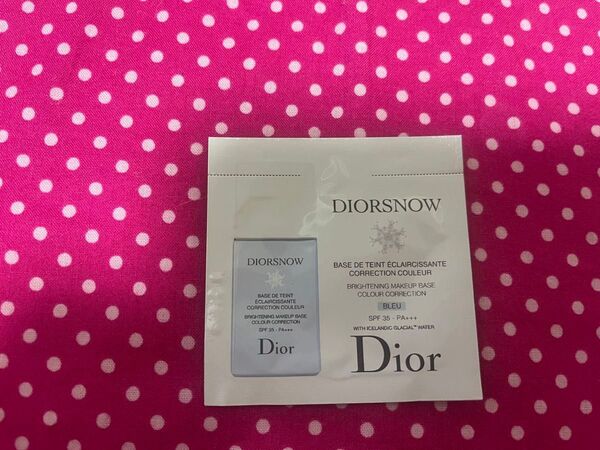 DIORSNOW
BASE DE TEINT
ÉCLAIRCISSANTE
CORRECTION COULEUR
BRIGHTENING MAKEUP BASE
COLOUR CORRECTION
SPF 35 - PA+++
Dior
DIORSNOW
BASE DE TEINT ÉCLAIRCISSANTE
CORRECTION COULEUR
BRIGHTENING MAKEUP BASE
COLOUR CORRECTION
BLEU
SPF 35 - PA+++
WITH ICELANDIC GLACIAL™ WATER
Dior